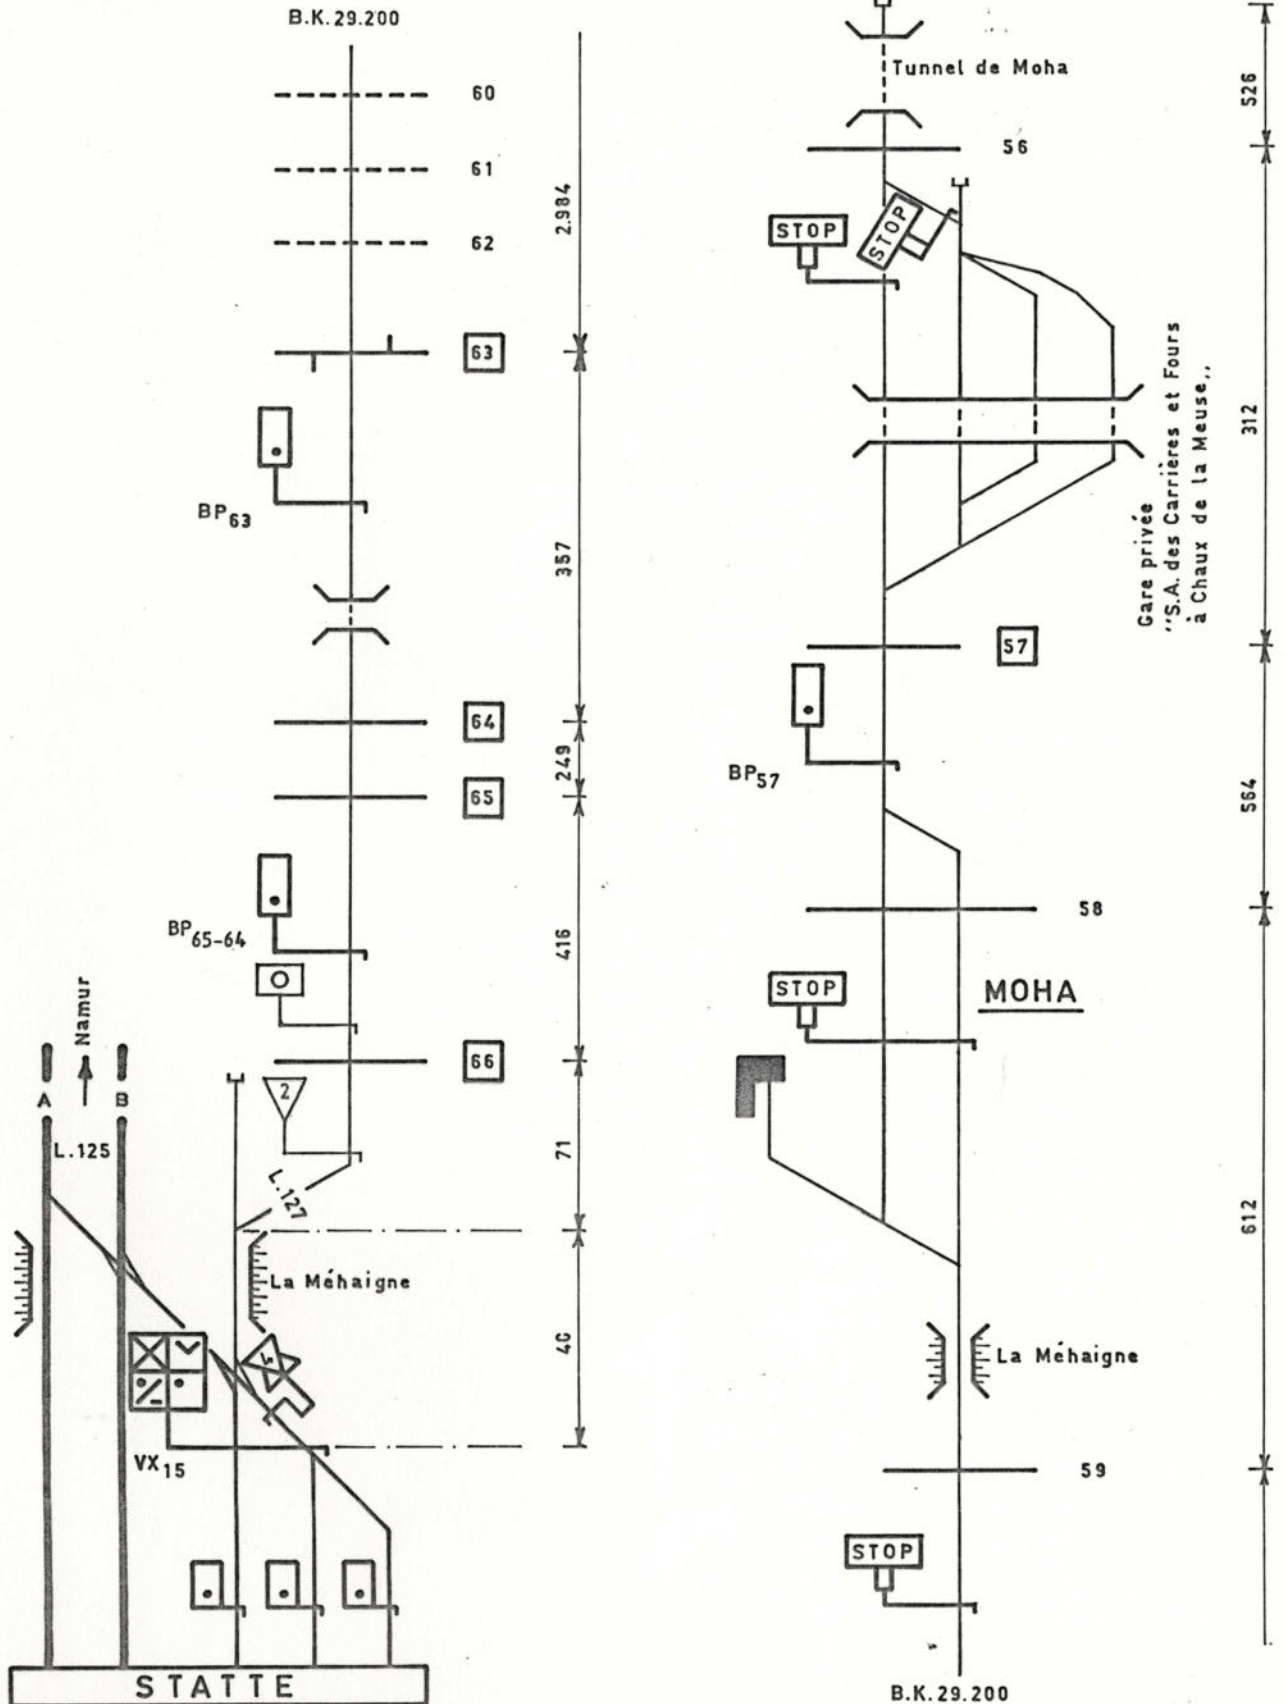 B.K.29.200
60
61
62
2.984
63
BP63
357
64
249
65
BP65-64
416
66
Namur
A
B
L.125
2
71
L.127
La Méhaigne
4
40
VX15
STATTE
Tunnel de Moha
526
56
STOP
STOP
312
Gare privée
"S.A. des Carrières et Fours
à Chaux de la Meuse,,
57
BP57
564
58
STOP
MOHA
612
La Méhaigne
59
STOP
B.K.29.200